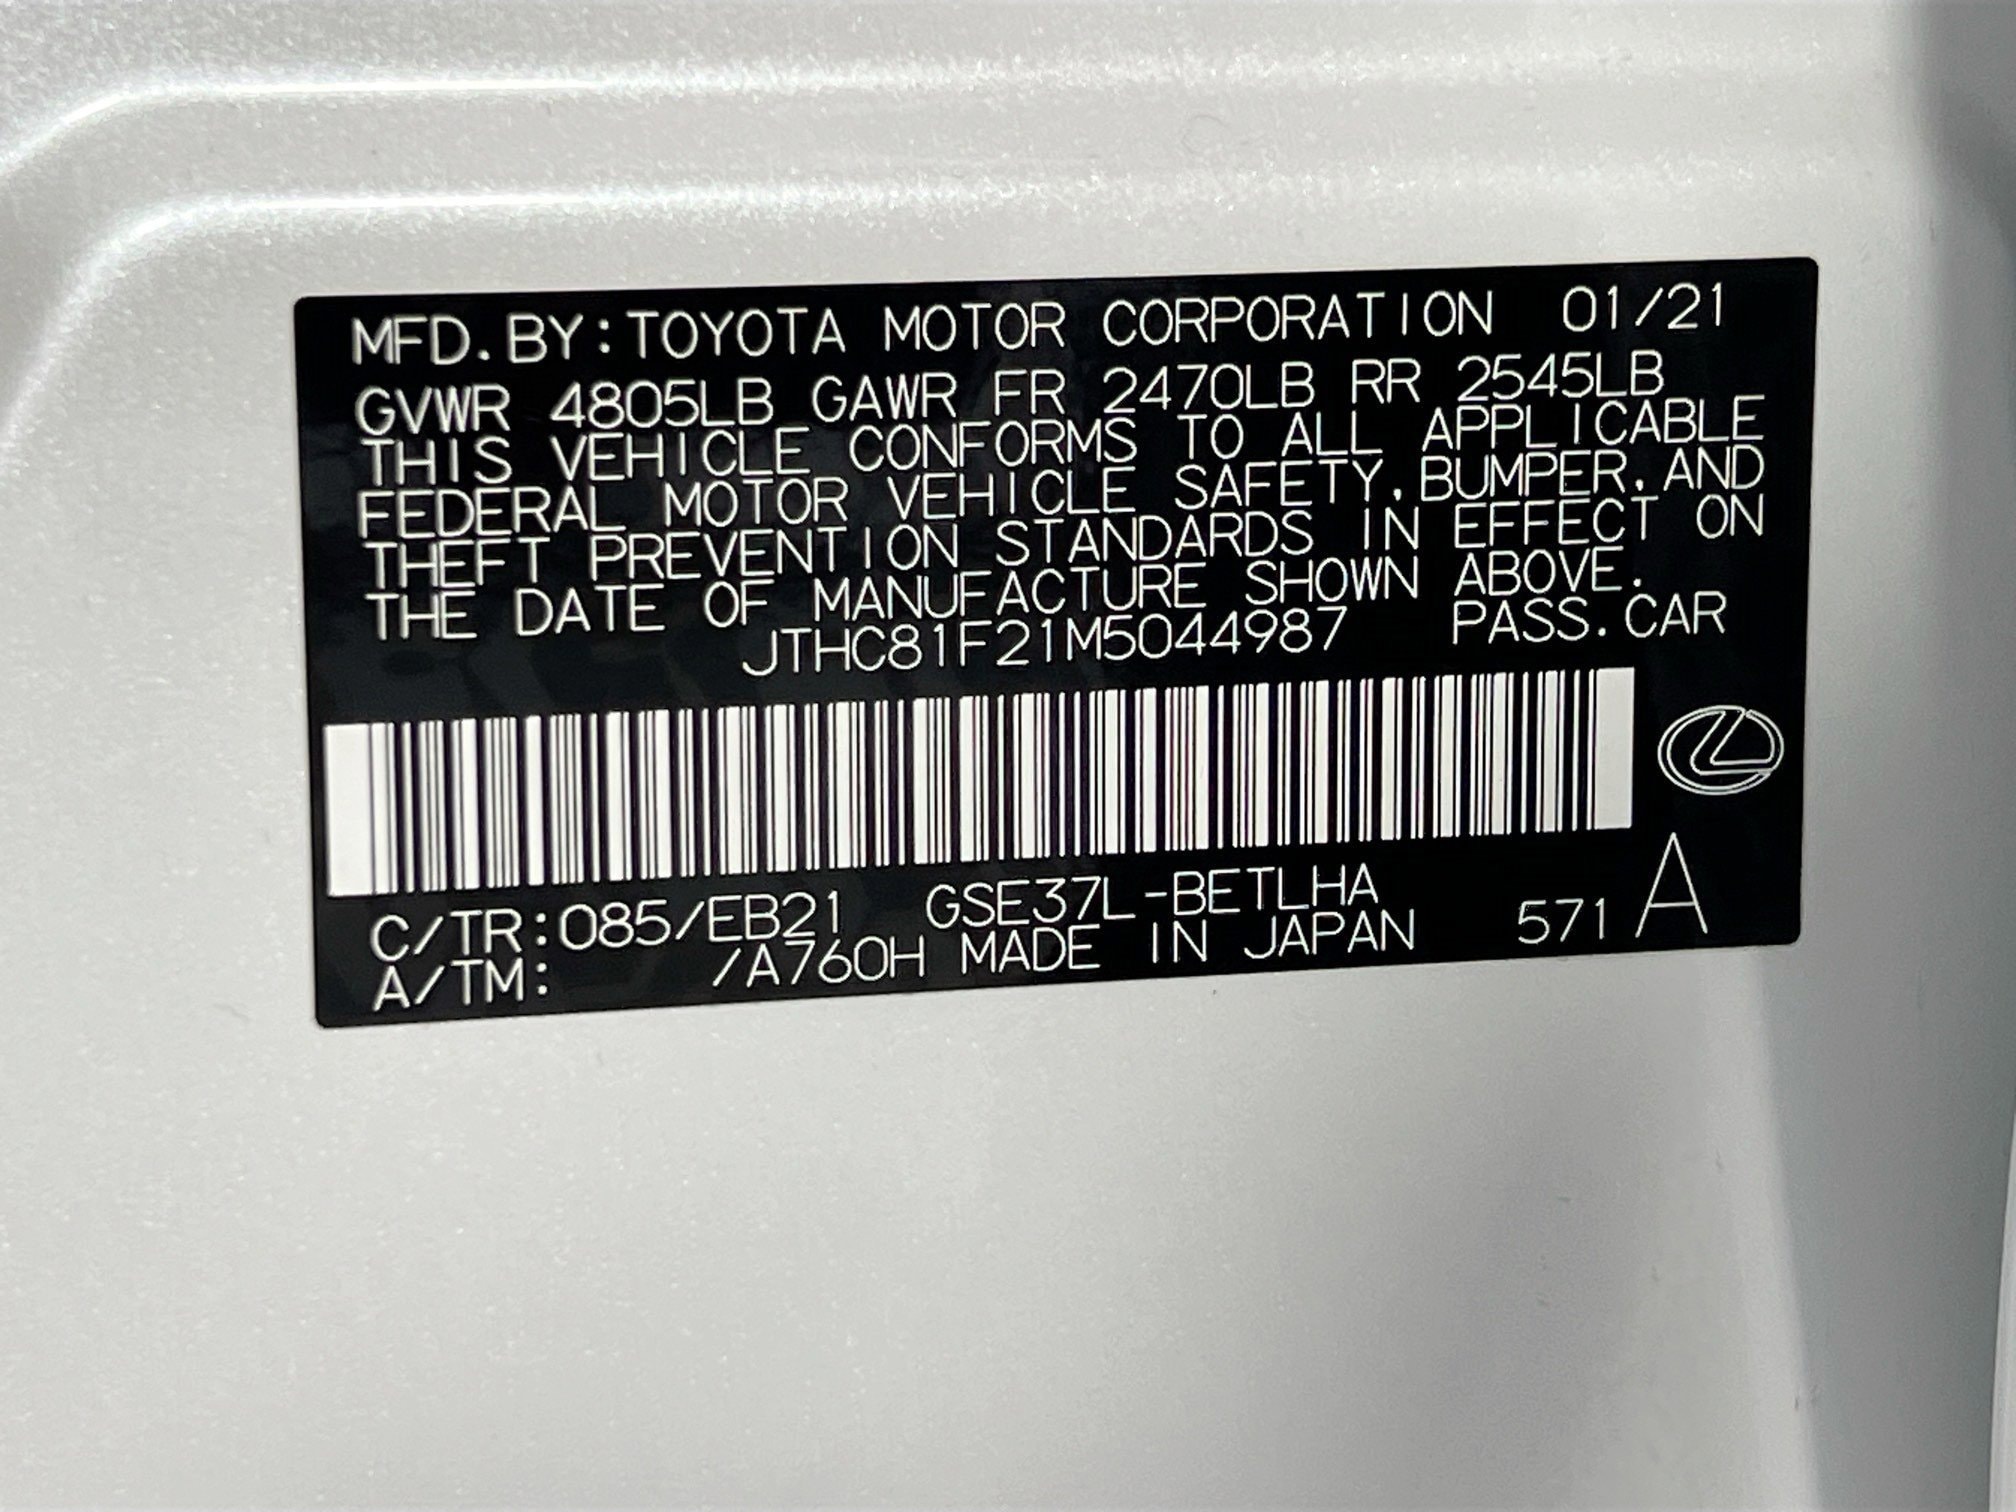 MFD.BY:TOYOTA MOTOR CORPORATION 01/21
GVWR 4805LB GAWR FR 2470LB RR 2545LB
THIS VEHICLE CONFORMS TO ALL APPLICABLE
FEDERAL MOTOR VEHICLE SAFETY,BUMPER,AND
THEFT PREVENTION STANDARDS IN EFFECT ON
THE DATE OF MANUFACTURE SHOWN ABOVE.
JTHC81F21M5044987 PASS.CAR
C/TR:085/EB21 GSE37L-BETLHA
A/TM: /A760H MADE IN JAPAN 571 A